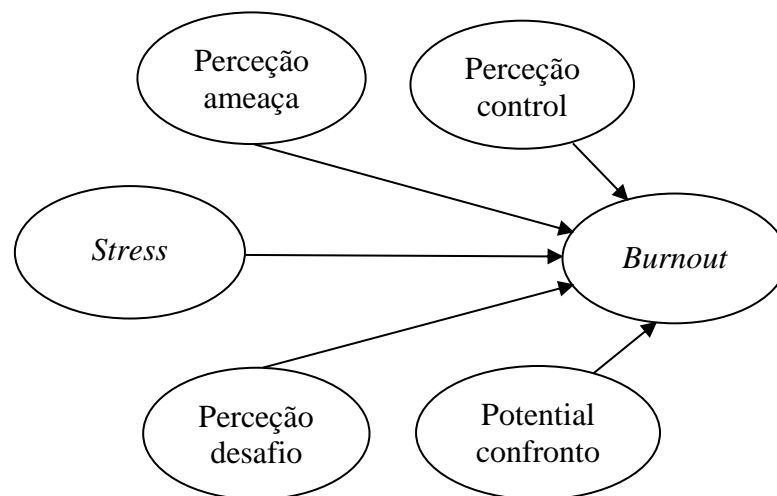 Perceção
ameaça
Perceção
control
Stress
Burnout
Perceção
desafio
Potential
confronto